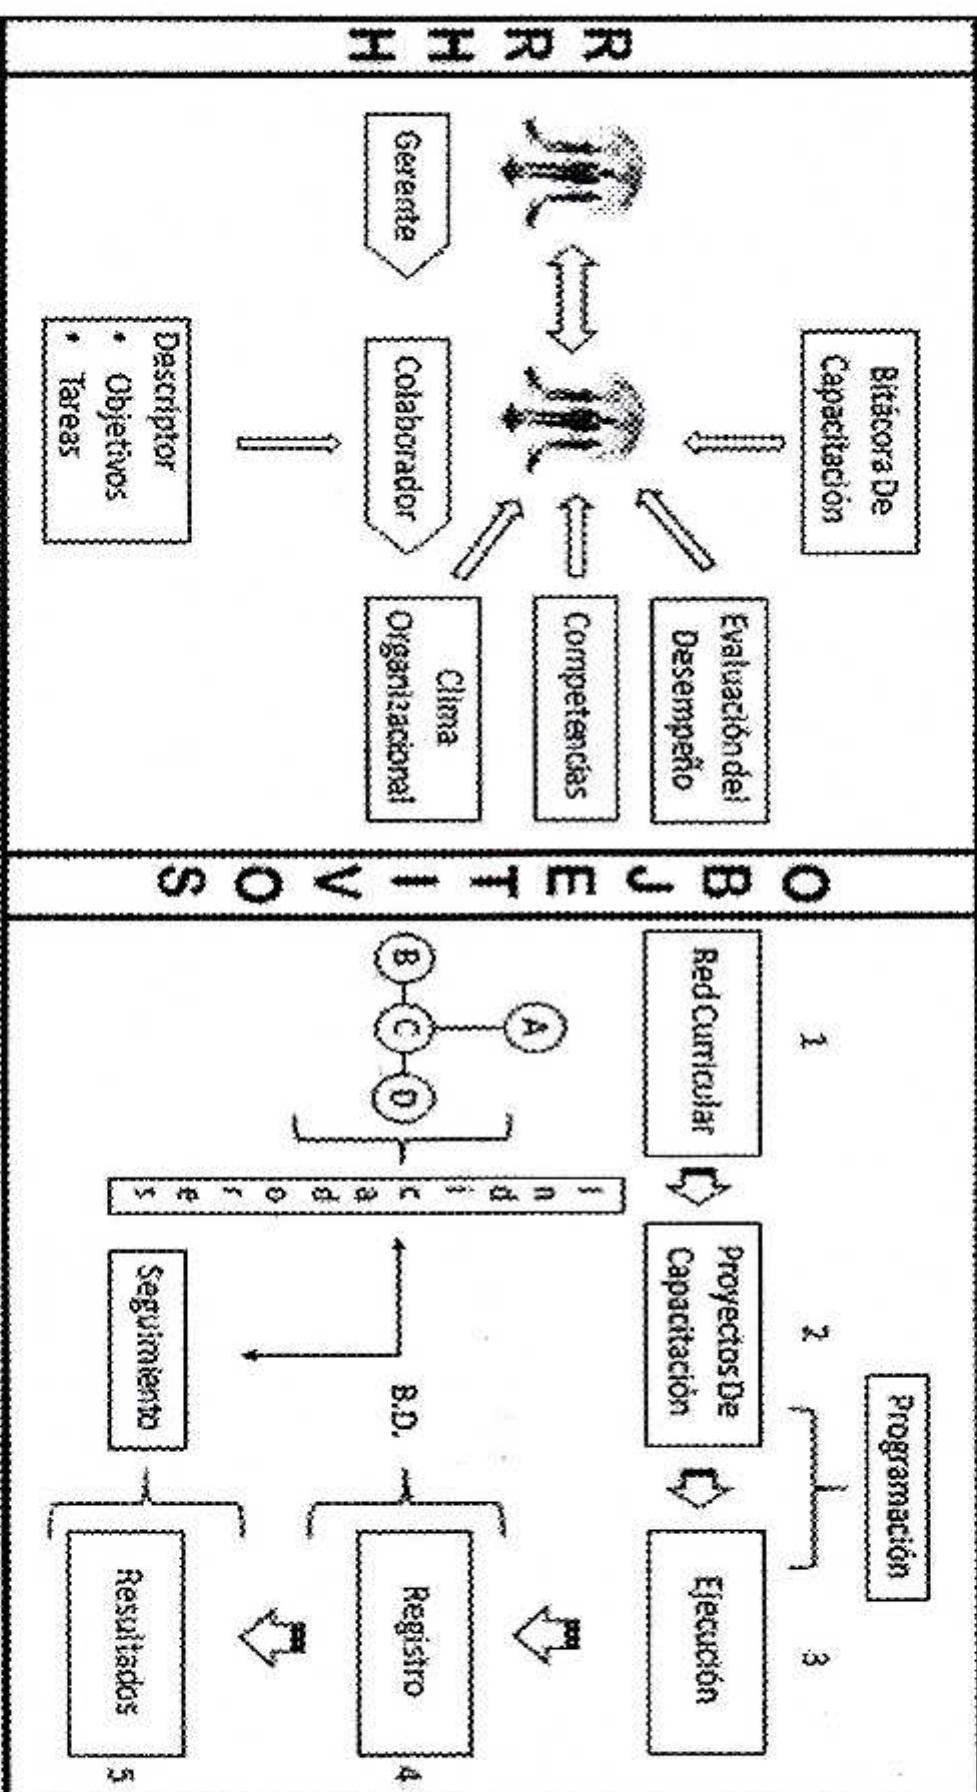 RRHH
Bitácora De
Capacitación
Evaluación del
Desempeño
Competencias
Clima
Organizacional
Gerente
Colaborador
Descriptor
• Objetivos
• Tareas
OBJETIVOS
Programación
1
2
3
Red Curricular
Proyectos De
Capacitación
Ejecución
A
B
C
D
Indicadores
B.D.
Registro
4
Seguimiento
Resultados
5